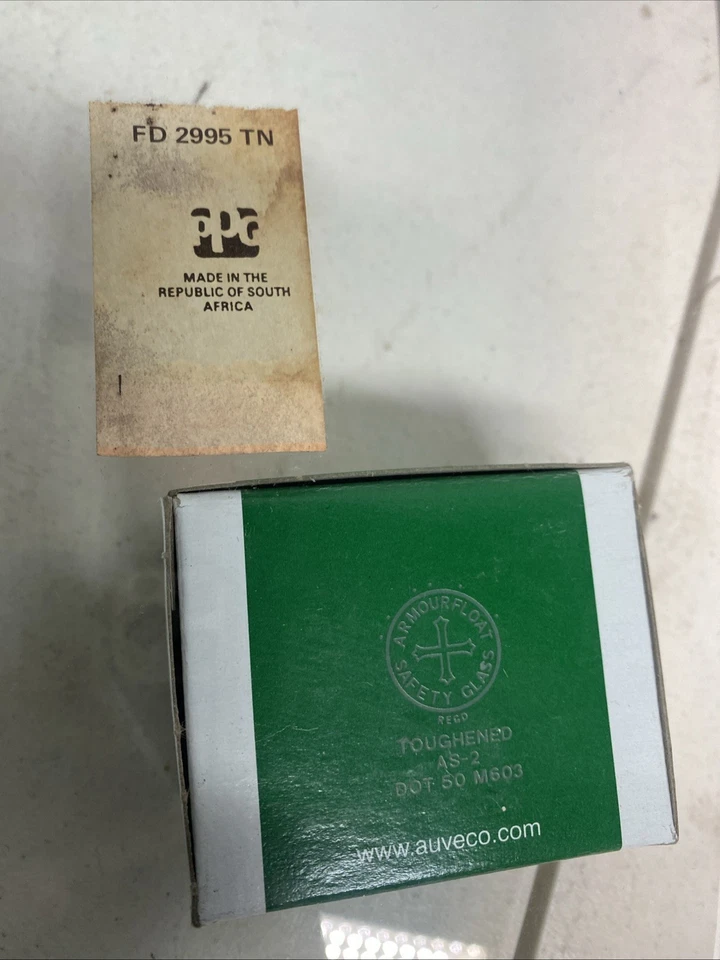 FD 2995 TN
PPG
MADE IN THE
REPUBLIC OF SOUTH
AFRICA
ARMOURFLOAT
SAFETY GLASS
REGD
TOUGHENED
AS-2
DOT 50 M603
www.auveco.com